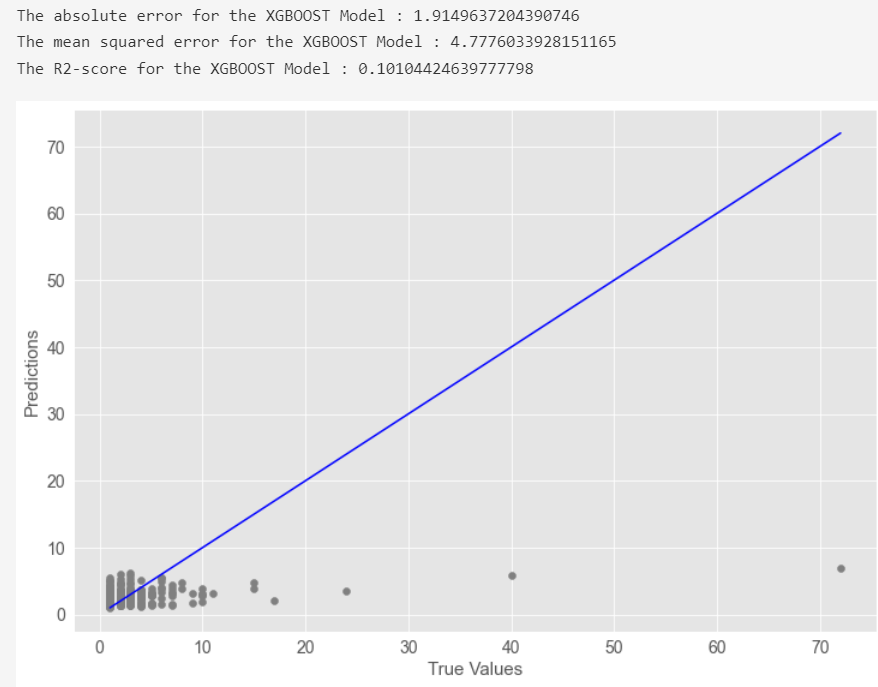 The absolute error for the XGBOOST Model : 1.9149637204390746
The mean squared error for the XGBOOST Model : 4.7776033928151165
The R2-score for the XGBOOST Model : 0.10104424639777798
70
60
50
40
30
20
10
0
Predictions
0 10 20 30 40 50 60 70
True Values